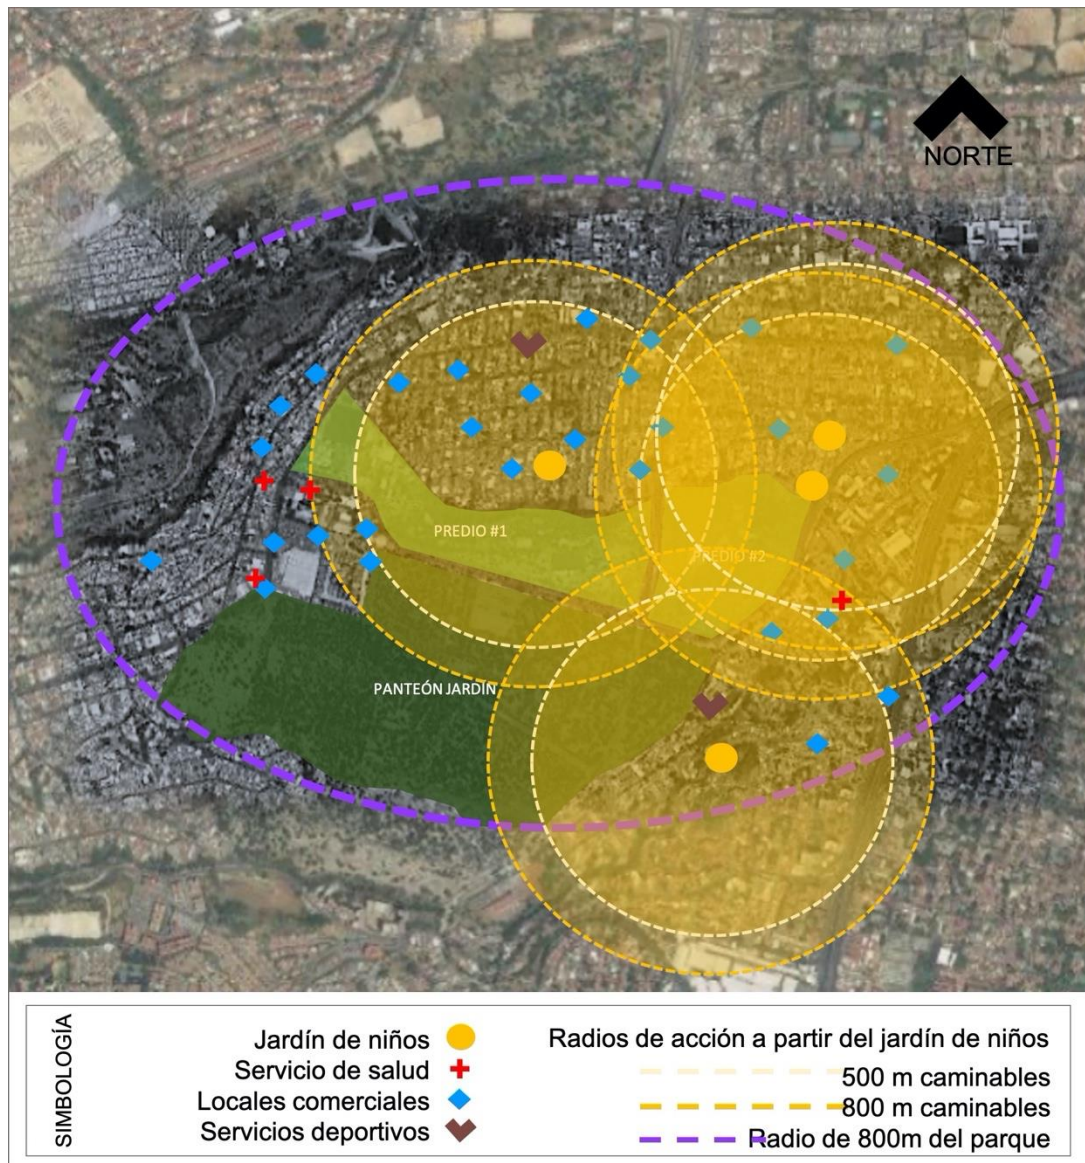 NORTE
PREDIO #1
PREDIO #2
PANTEÓN JARDÍN
SIMBOLOGÍA
Jardín de niños
Servicio de salud
Locales comerciales
Servicios deportivos
Radios de acción a partir del jardín de niños
500 m caminables
800 m caminables
Radio de 800m del parque